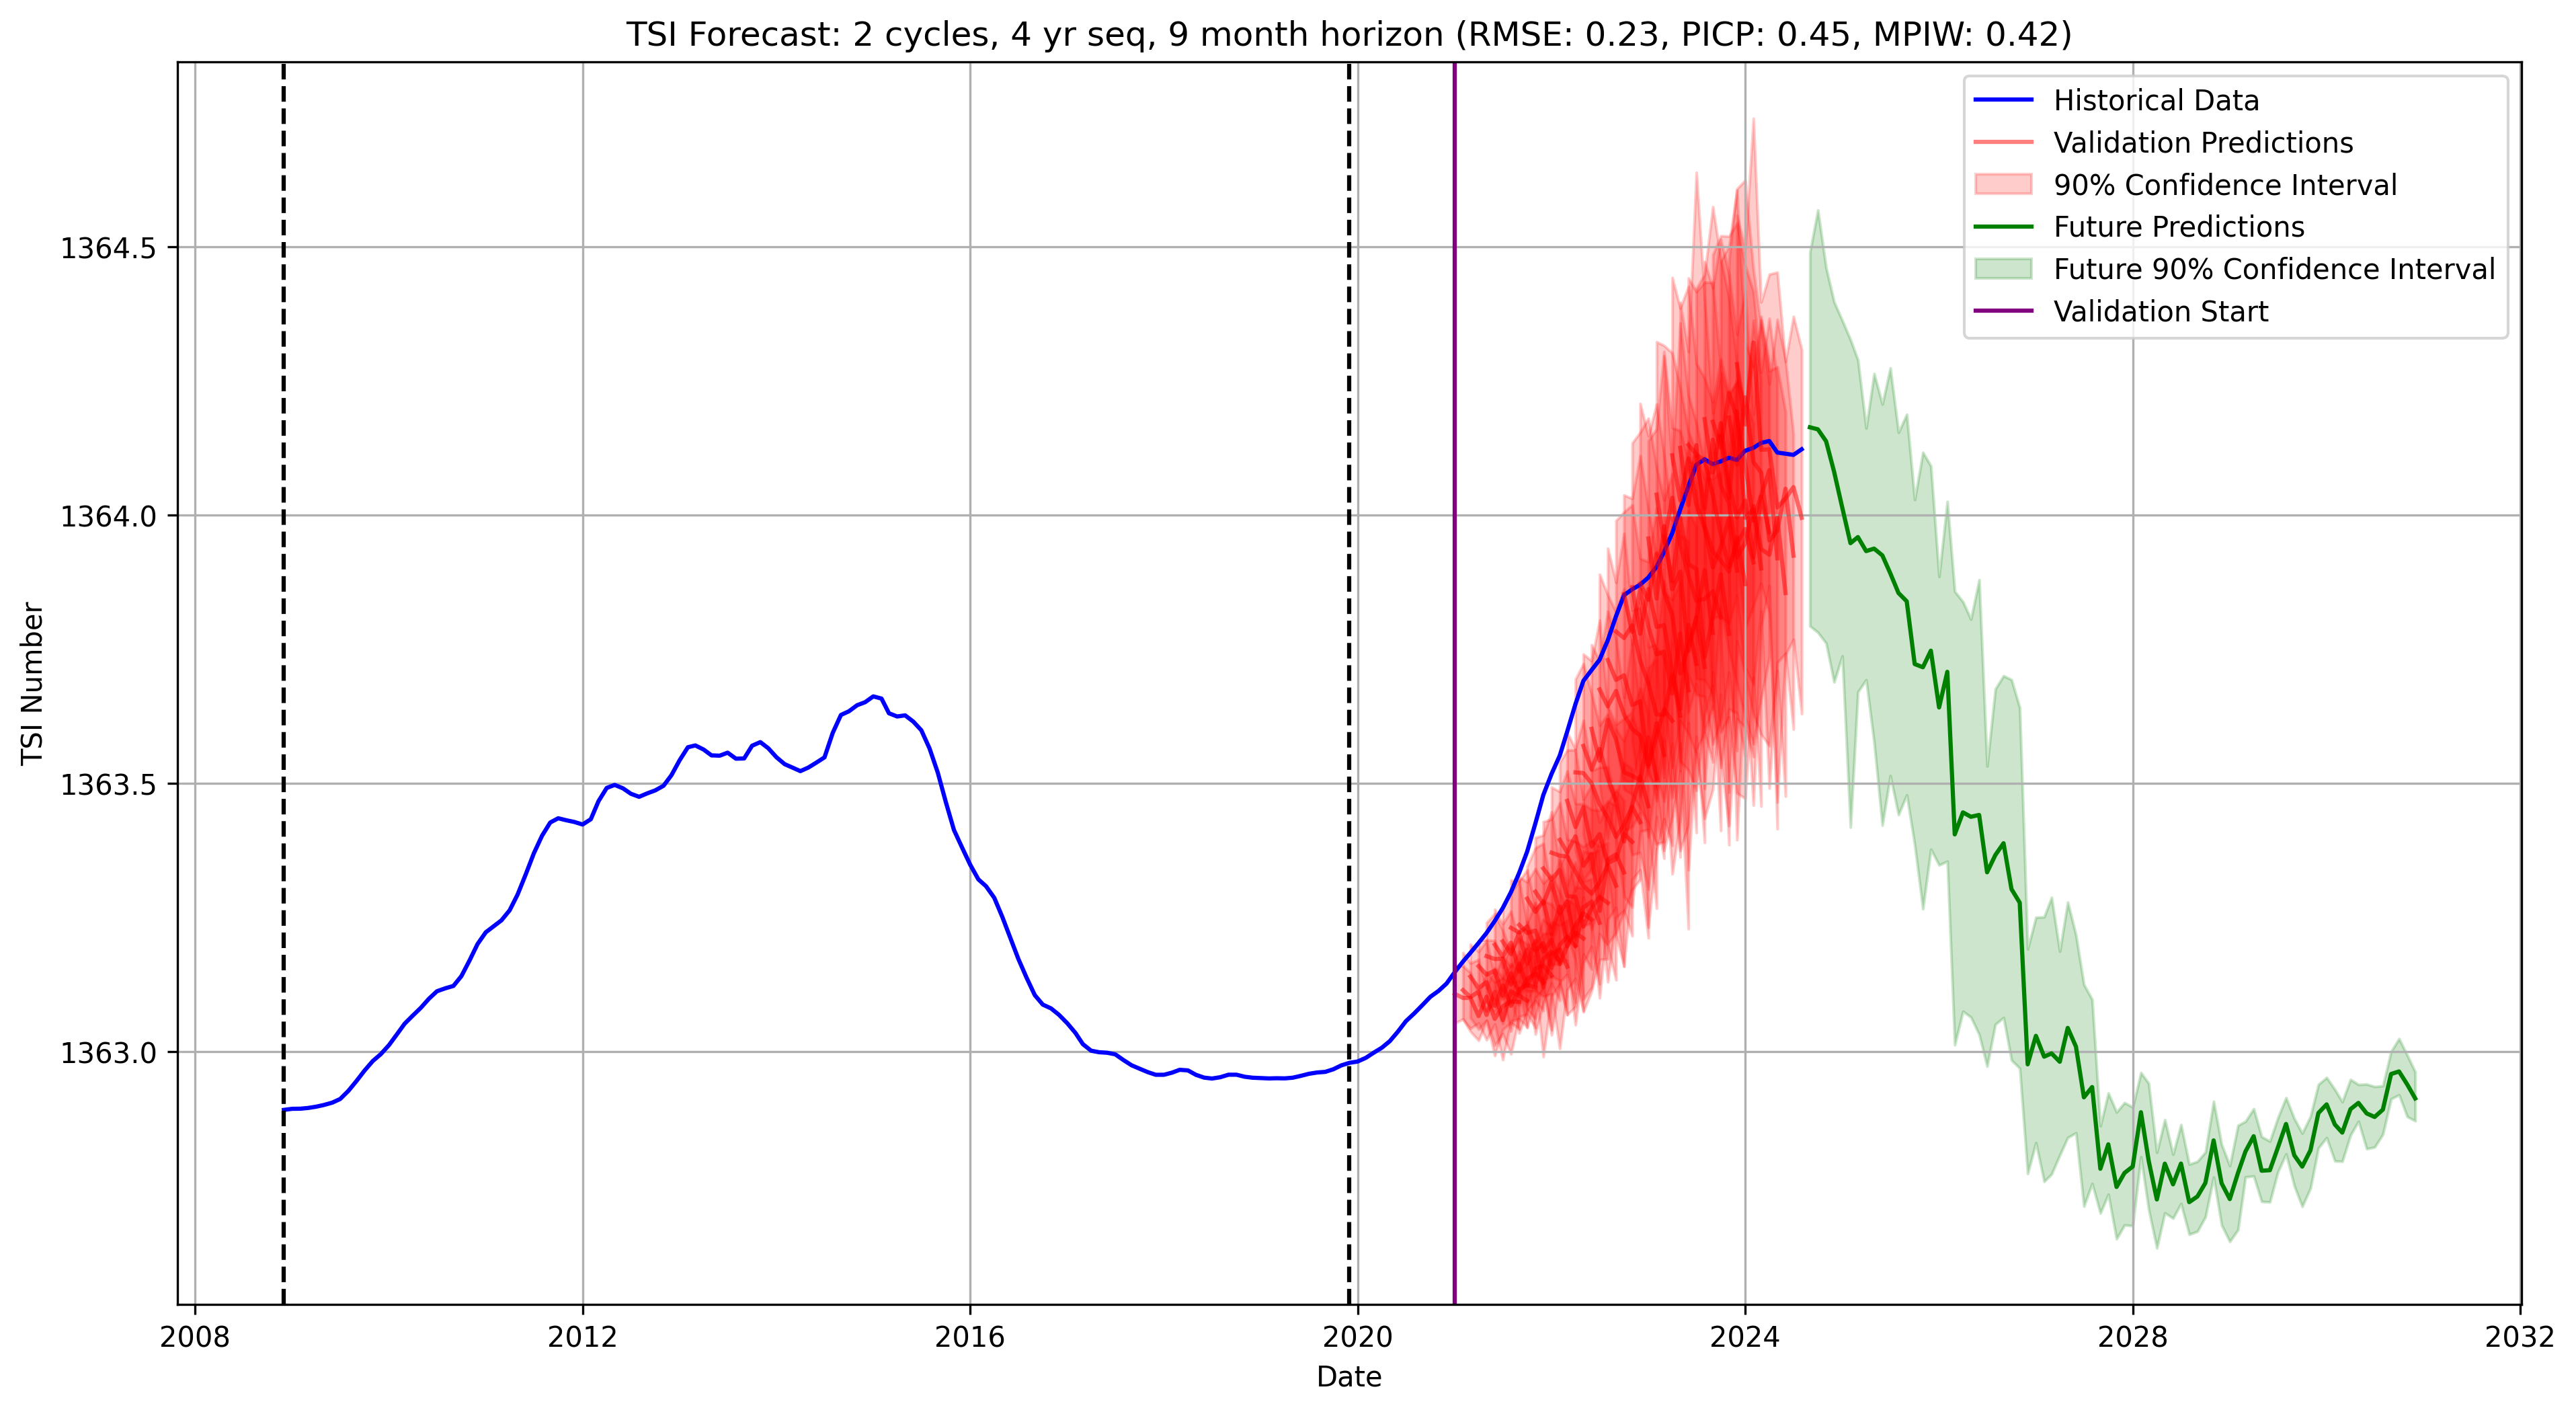 TSI Forecast: 2 cycles, 4 yr seq, 9 month horizon (RMSE: 0.23, PICP: 0.45, MPIW: 0.42)
Historical Data
Validation Predictions
90% Confidence Interval
Future Predictions
Future 90% Confidence Interval
Validation Start
TSI Number
1364.5
1364.0
1363.5
1363.0
2008
2012
2016
2020
2024
2028
2032
Date